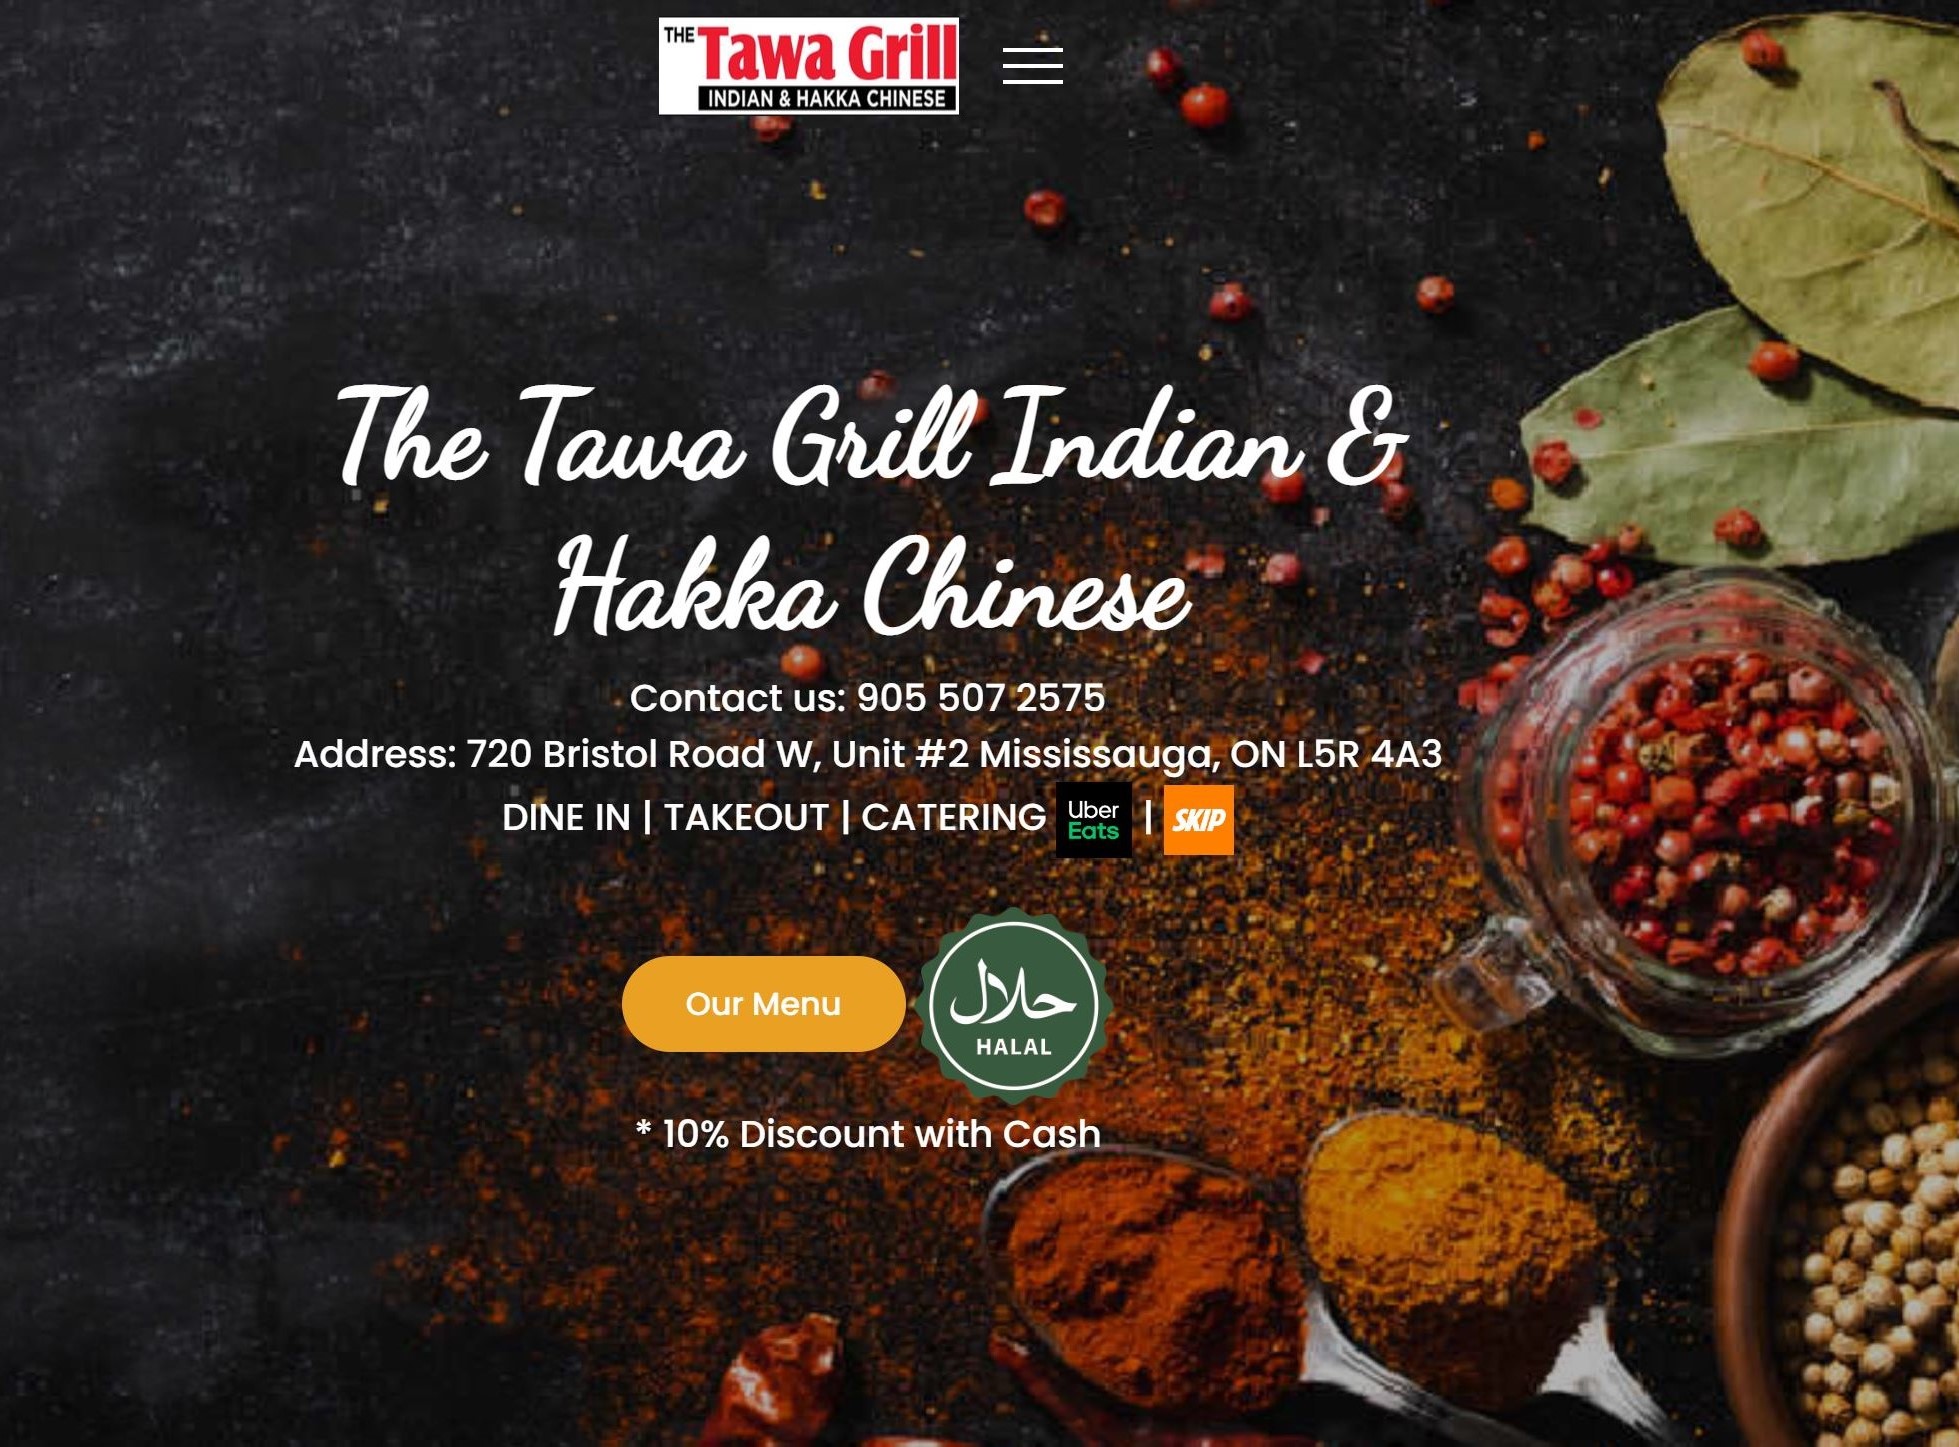 THE Tawa Grill
INDIAN & HAKKA CHINESE
The Tawa Grill Indian &
Hakka Chinese
Contact us: 905 507 2575
Address: 720 Bristol Road W, Unit #2 Mississauga, ON L5R 4A3
DINE IN | TAKEOUT | CATERING Uber Eats | SKIP
Our Menu
حلال
HALAL
* 10% Discount with Cash